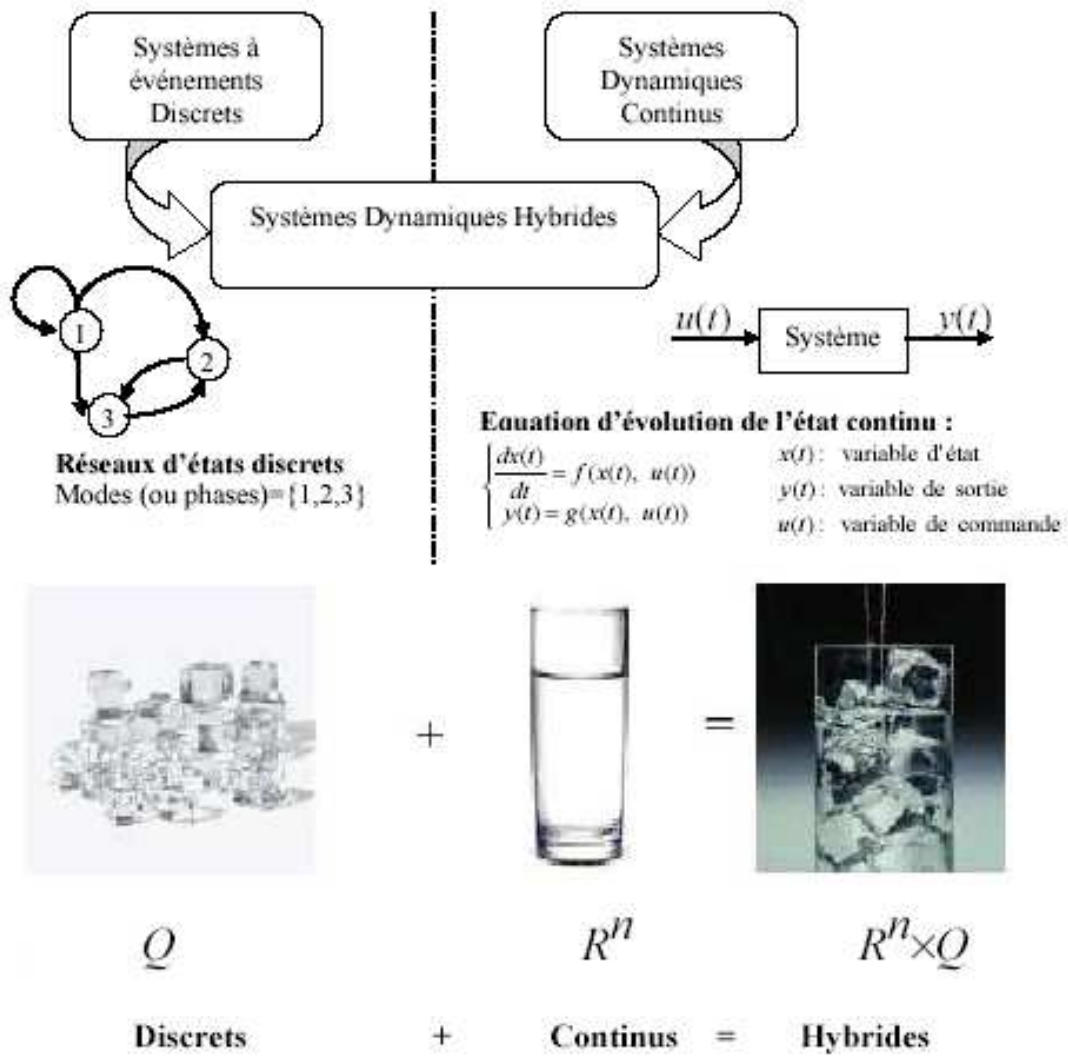 Systèmes à
événements
Discrets
Systèmes
Dynamiques
Continus
Systèmes Dynamiques Hybrides
1
2
3
u(t)
Système
y(t)
Réseaux d'états discrets
Modes (ou phases)={1,2,3}
Equation d'évolution de l'état continu :
dx(t)
dt
= f(x(t), u(t))
y(t) = g(x(t), u(t))
x(t) : variable d'état
y(t) : variable de sortie
u(t) : variable de commande
+
=
Q
Rⁿ
Rⁿ×Q
Discrets + Continus = Hybrides